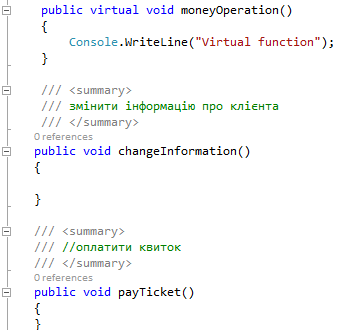 public virtual void moneyOperation()
{
Console.WriteLine("Virtual function");
}
/// <summary>
/// змінити інформацію про клієнта
/// </summary>
0 references
public void changeInformation()
{
}
/// <summary>
/// //оплатити квиток
/// </summary>
0 references
public void payTicket()
{
}